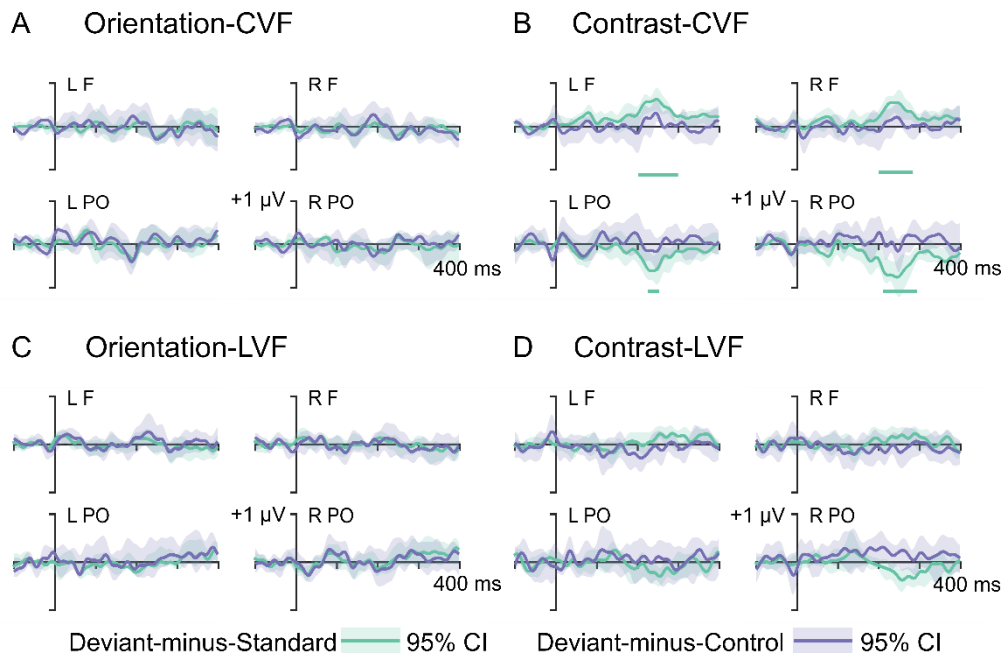 A Orientation-CVF
B Contrast-CVF
L F
R F
L F
R F
L PO
+1 µV
R PO
400 ms
L PO
+1 µV
R PO
400 ms
C Orientation-LVF
D Contrast-LVF
L F
R F
L F
R F
L PO
+1 µV
R PO
400 ms
L PO
+1 µV
R PO
400 ms
Deviant-minus-Standard 95% CI
Deviant-minus-Control 95% CI